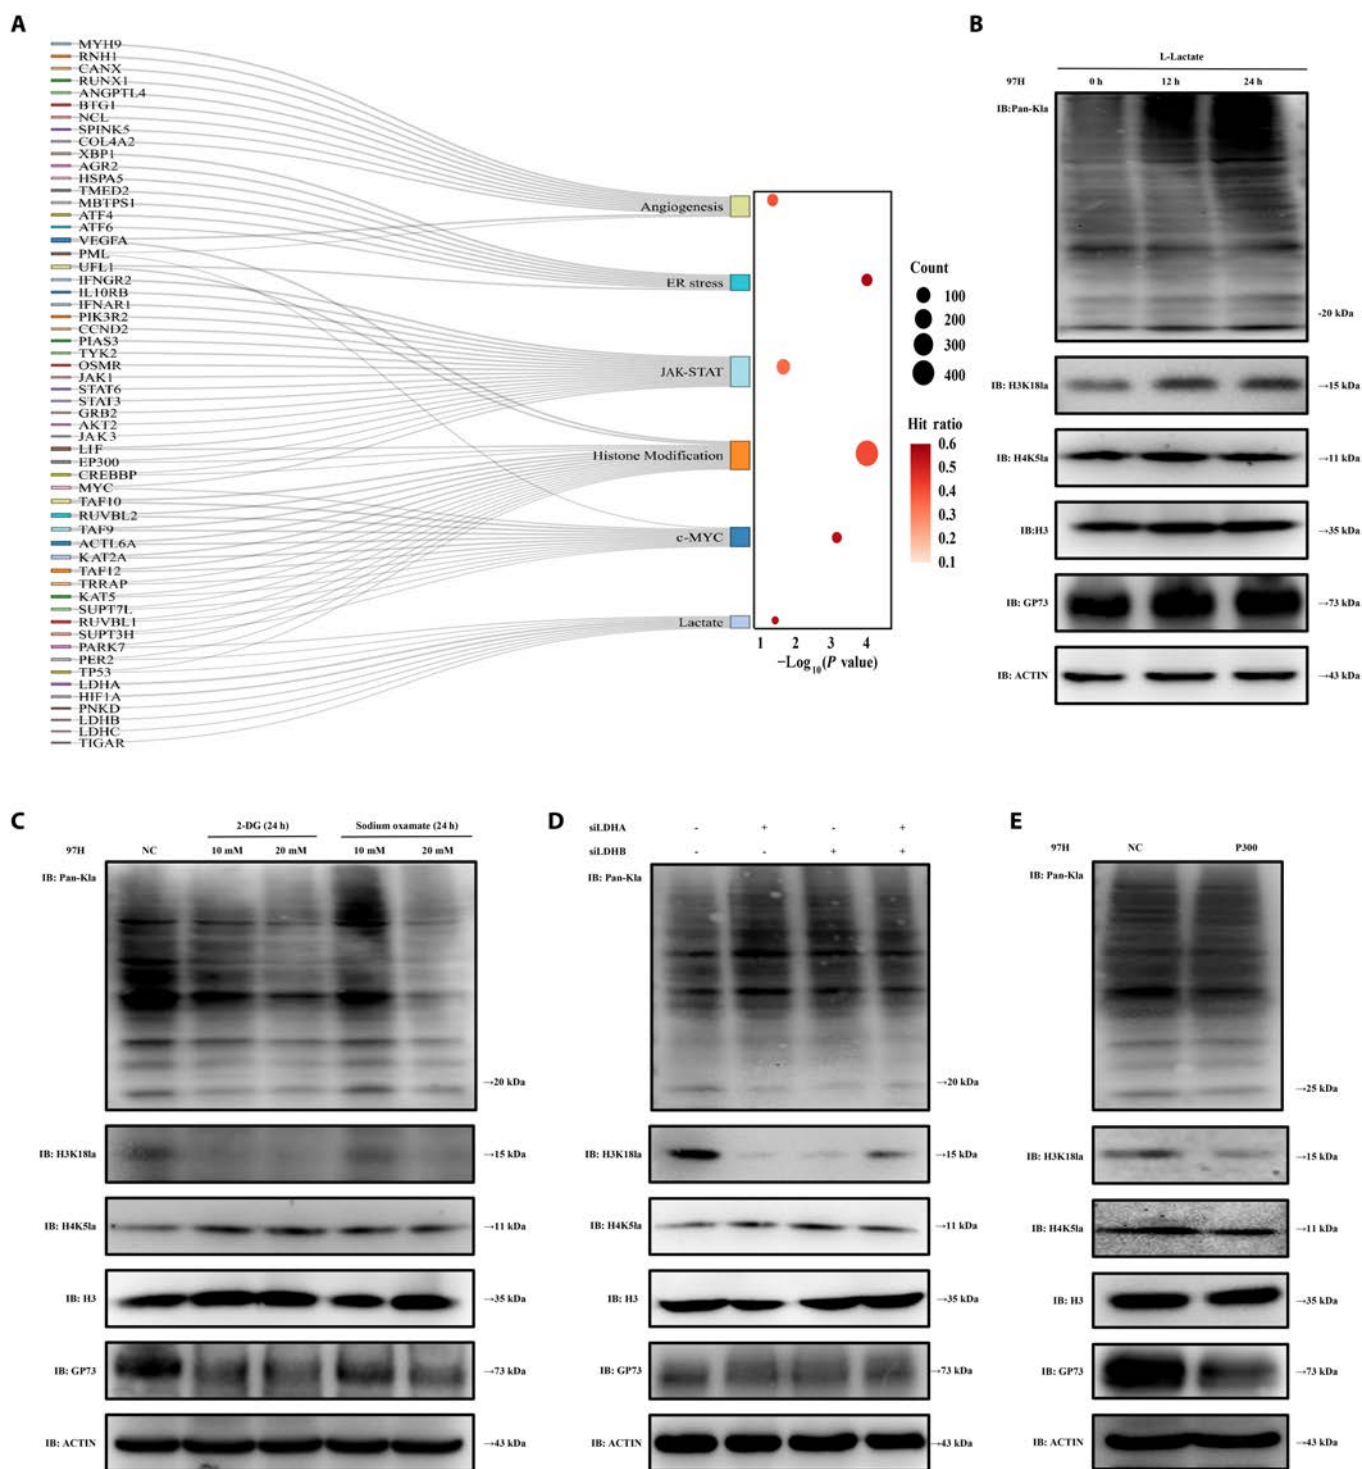 A
MYH9
RNH1
CANX
RUNX1
ANGPTL4
BTG1
NCL
SPINK5
COL4A2
XBP1
AGR2
HSPA5
TMED2
MBTPS1
ATF4
ATF6
VEGFA
PML
UFL1
IFNGR2
IL10RB
IFNAR1
PIK3R2
CCND2
PIAS3
TYK2
OSMR
JAK1
STAT6
STAT3
GRB2
AKT2
JAK3
LIF
EP300
CREBBP
MYC
TAF10
RUVBL2
TAF9
ACTL6A
KAT2A
TAF12
TRRAP
KAT5
SUPT7L
RUVBL1
SUPT3H
PARK7
PER2
TP53
LDHA
HIF1A
PNKD
LDHB
LDHC
TIGAR
Angiogenesis
ER stress
JAK-STAT
Histone Modification
c-MYC
Lactate
1 2 3 4
−Log10(P value)
Count
100
200
300
400
Hit ratio
0.6
0.5
0.4
0.3
0.2
0.1
B
L-Lactate
97H 0 h 12 h 24 h
IB:Pan-Kla
-20 kDa
IB: H3K18la →15 kDa
IB: H4K5la →11 kDa
IB:H3 →35 kDa
IB: GP73 →73 kDa
IB: ACTIN →43 kDa
C
2-DG (24 h) Sodium oxamate (24 h)
97H NC 10 mM 20 mM 10 mM 20 mM
IB: Pan-Kla
→20 kDa
IB: H3K18la →15 kDa
IB: H4K5la →11 kDa
IB: H3 →35 kDa
IB: GP73 →73 kDa
IB: ACTIN →43 kDa
D
siLDHA - + - +
siLDHB - - + +
IB: Pan-Kla
→20 kDa
IB: H3K18la →15 kDa
IB: H4K5la →11 kDa
IB: H3 →35 kDa
IB: GP73 →73 kDa
IB: ACTIN →43 kDa
E
97H NC P300
IB: Pan-Kla
→25 kDa
IB: H3K18la →15 kDa
IB: H4K5la →11 kDa
IB: H3 →35 kDa
IB: GP73 →73 kDa
IB: ACTIN →43 kDa